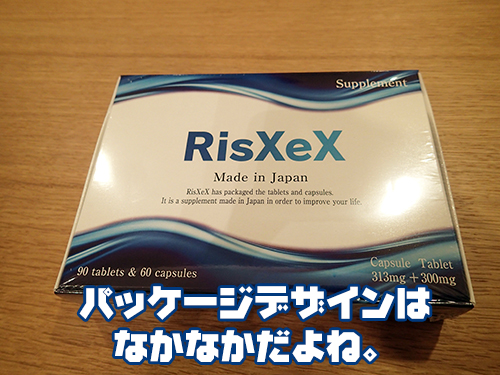 Supplement
RisXeX
Made in Japan
RisXeX has packaged the tablets and capsules.
It is a supplement made in Japan in order to improve your life.
90 tablets & 60 capsules
Capsule Tablet
313mg + 300mg
パッケージデザインは
なかなかだよね。